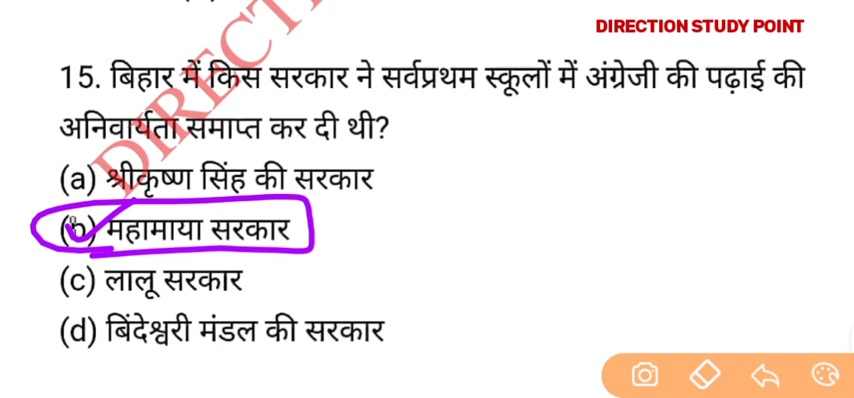 DIRECTION STUDY POINT
DIRECT
15. बिहार में किस सरकार ने सर्वप्रथम स्कूलों में अंग्रेजी की पढ़ाई की
अनिवार्यता समाप्त कर दी थी?
(a) श्रीकृष्ण सिंह की सरकार
(b) महामाया सरकार
(c) लालू सरकार
(d) बिंदेश्वरी मंडल की सरकार